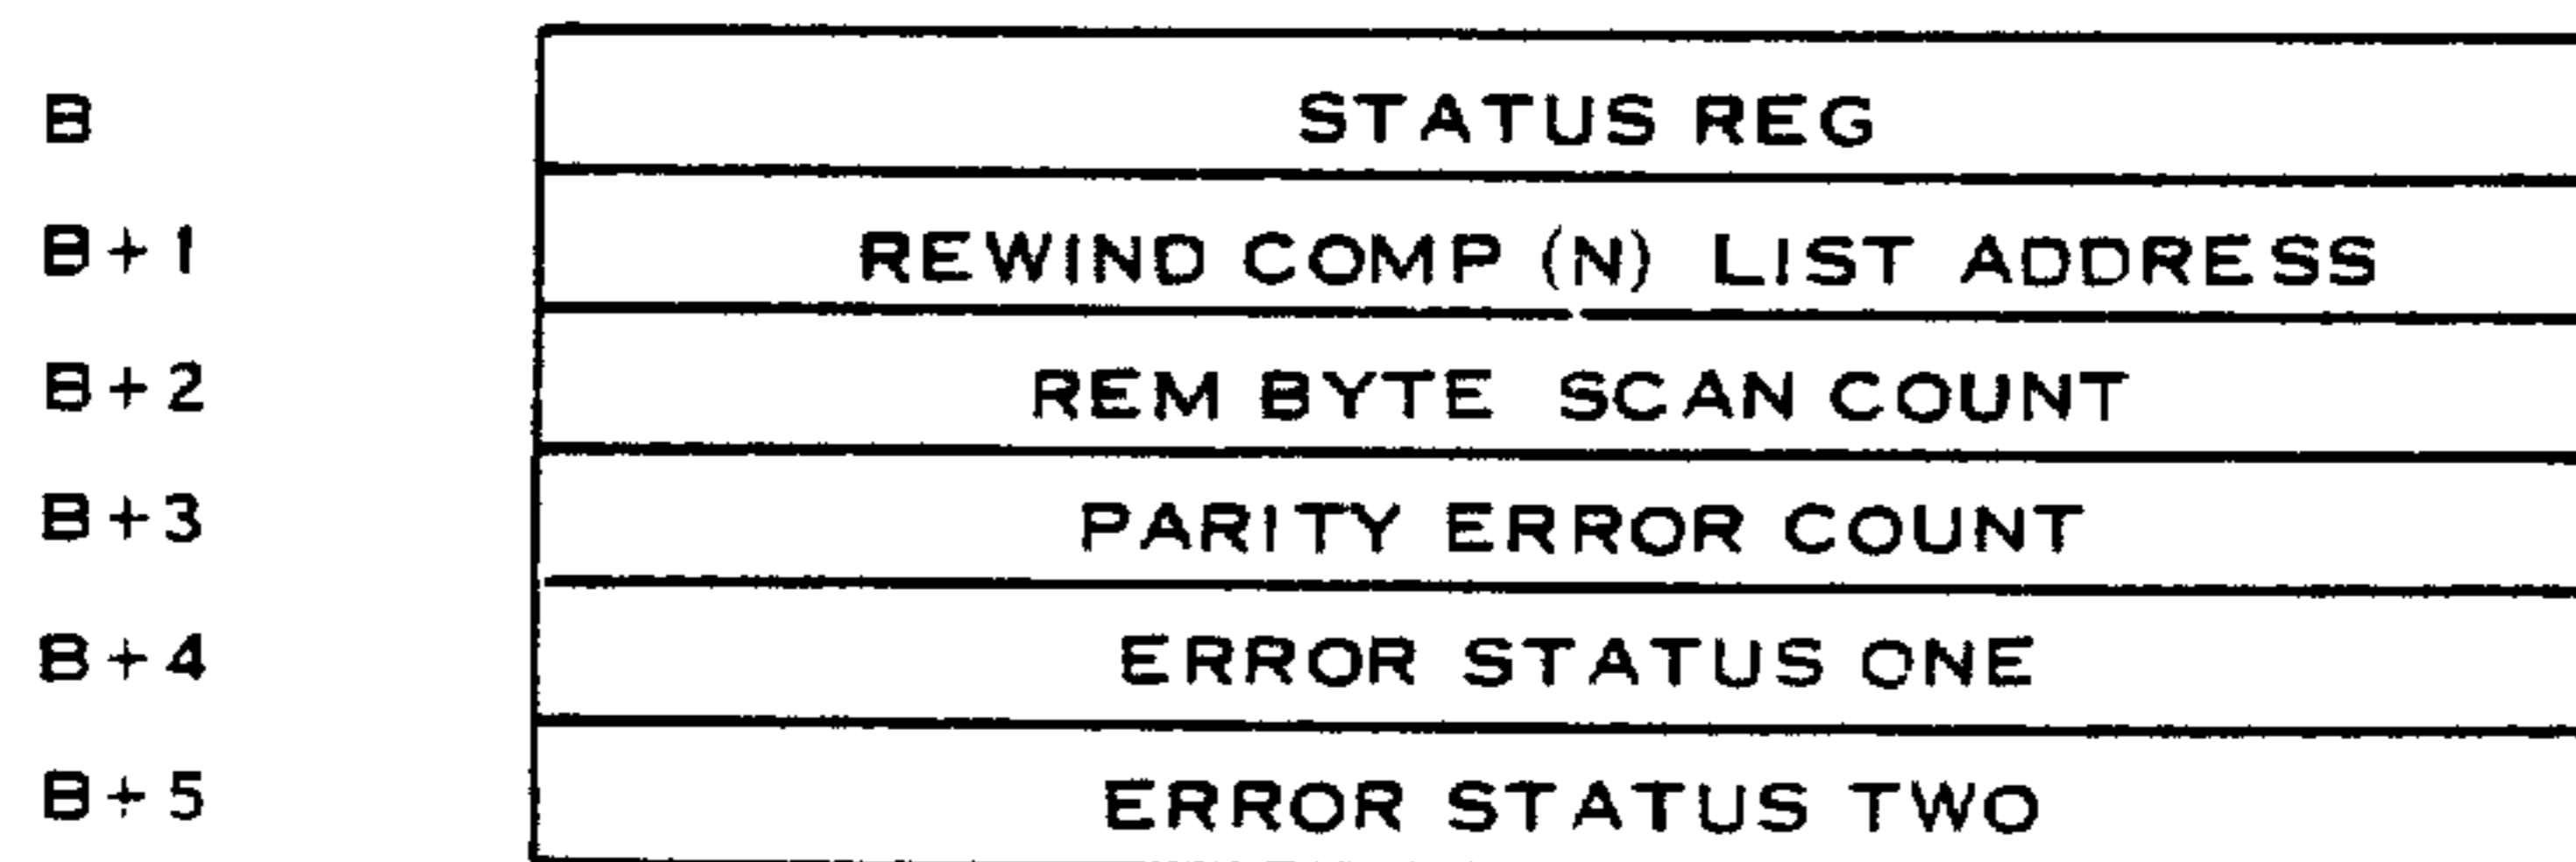 B STATUS REG
B+1 REWIND COMP (N) LIST ADDRESS
B+2 REM BYTE SCAN COUNT
B+3 PARITY ERROR COUNT
B+4 ERROR STATUS ONE
B+5 ERROR STATUS TWO